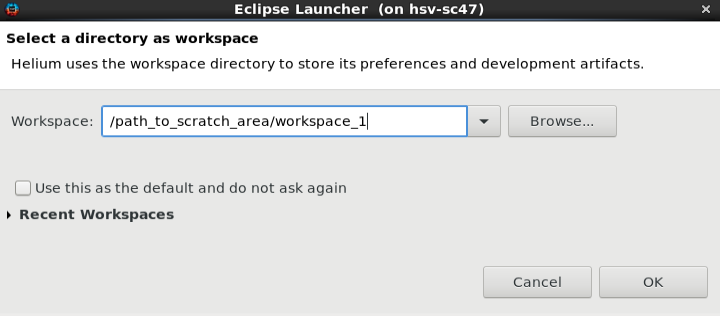 Eclipse Launcher (on hsv-sc47)
Select a directory as workspace
Helium uses the workspace directory to store its preferences and development artifacts.
Workspace: /path_to_scratch_area/workspace_1 Browse...
Use this as the default and do not ask again
Recent Workspaces
Cancel OK